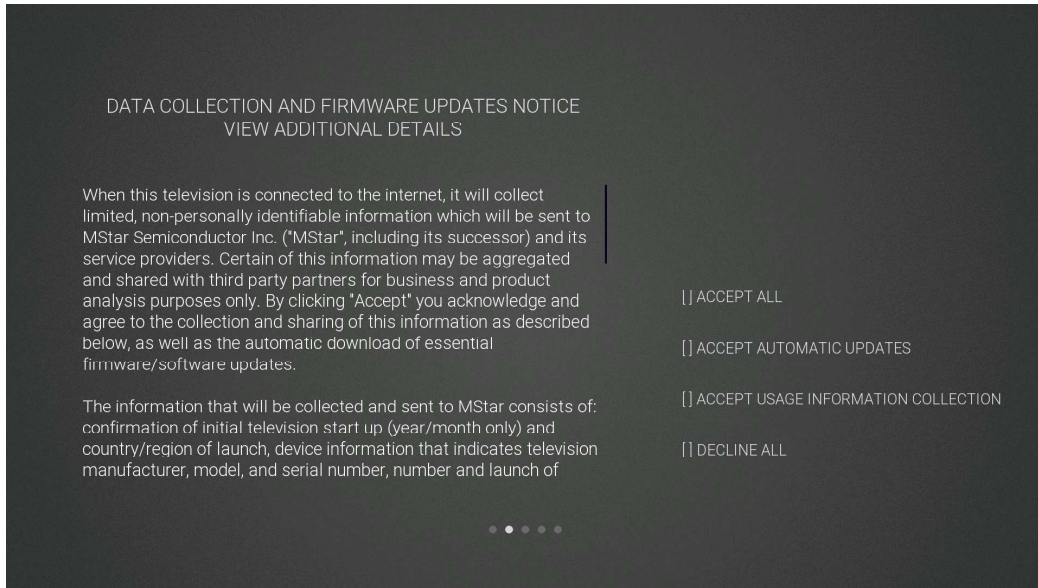 DATA COLLECTION AND FIRMWARE UPDATES NOTICE
VIEW ADDITIONAL DETAILS
When this television is connected to the internet, it will collect
limited, non-personally identifiable information which will be sent to
MStar Semiconductor Inc. ("MStar", including its successor) and its
service providers. Certain of this information may be aggregated
and shared with third party partners for business and product
analysis purposes only. By clicking "Accept" you acknowledge and
agree to the collection and sharing of this information as described
below, as well as the automatic download of essential
firmware/software updates.
The information that will be collected and sent to MStar consists of:
confirmation of initial television start up (year/month only) and
country/region of launch, device information that indicates television
manufacturer, model, and serial number, number and launch of
[ ] ACCEPT ALL
[ ] ACCEPT AUTOMATIC UPDATES
[ ] ACCEPT USAGE INFORMATION COLLECTION
[ ] DECLINE ALL